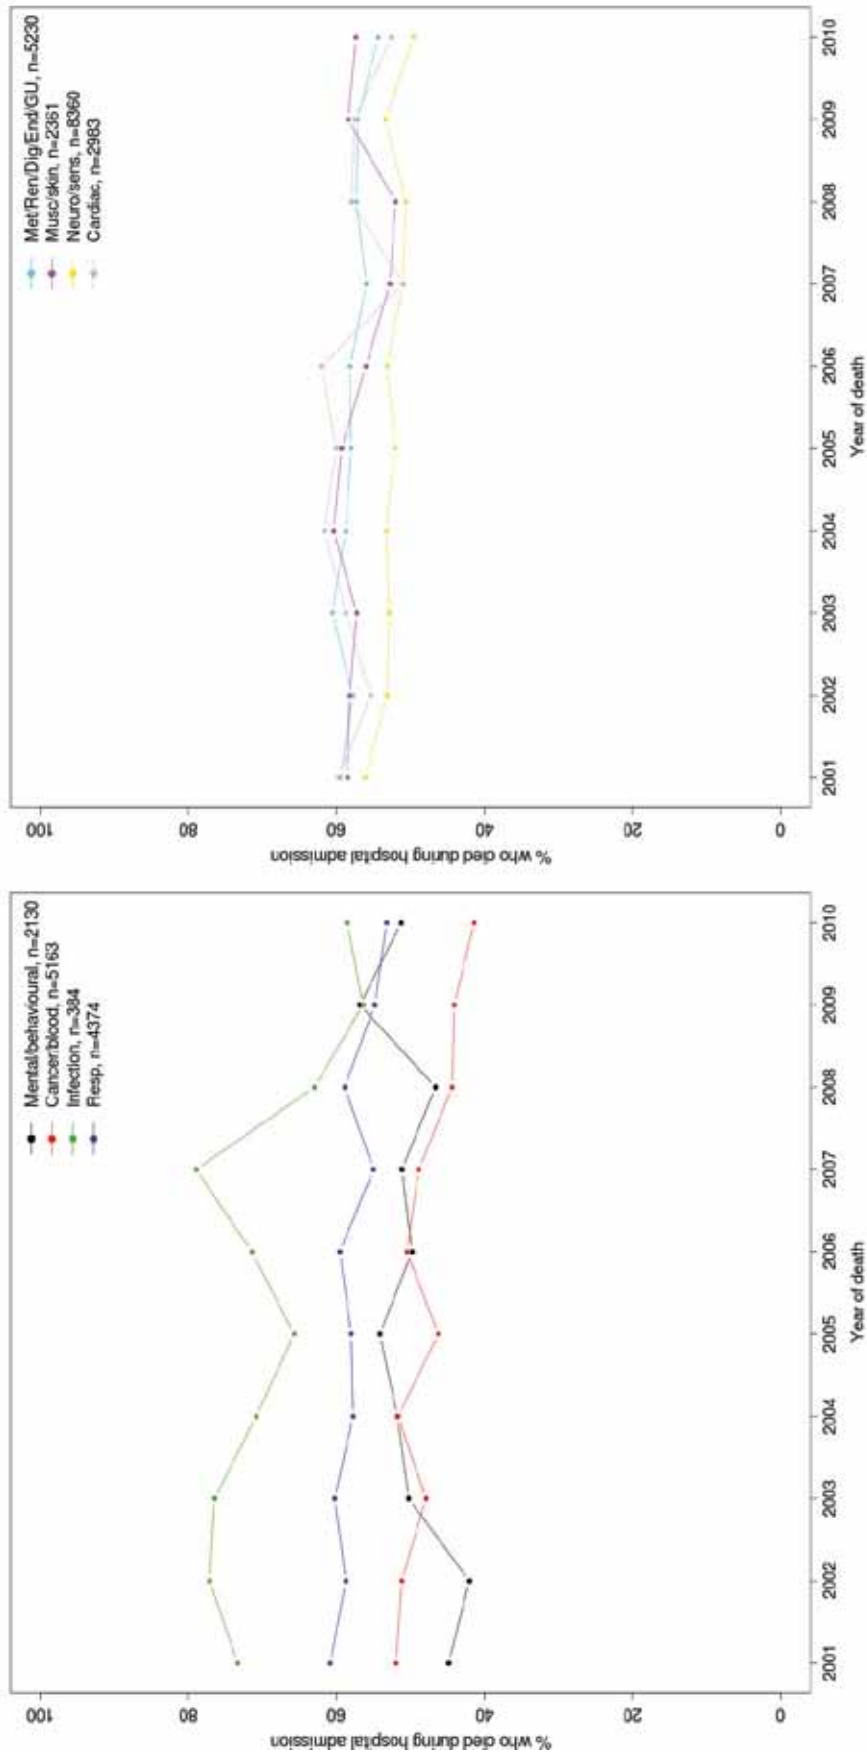 Mental/behavioural, n=2130
Cancer/blood, n=5163
Infection, n=384
Resp, n=4374
100
80
60
40
20
0
% who died during hospital admission
2001
2002
2003
2004
2005
2006
2007
2008
2009
2010
Year of death
Met/Ren/Dig/End/GU, n=5230
Musc/skin, n=2361
Neuro/sens, n=8360
Cardiac, n=2983
100
80
60
40
20
0
% who died during hospital admission
2001
2002
2003
2004
2005
2006
2007
2008
2009
2010
Year of death